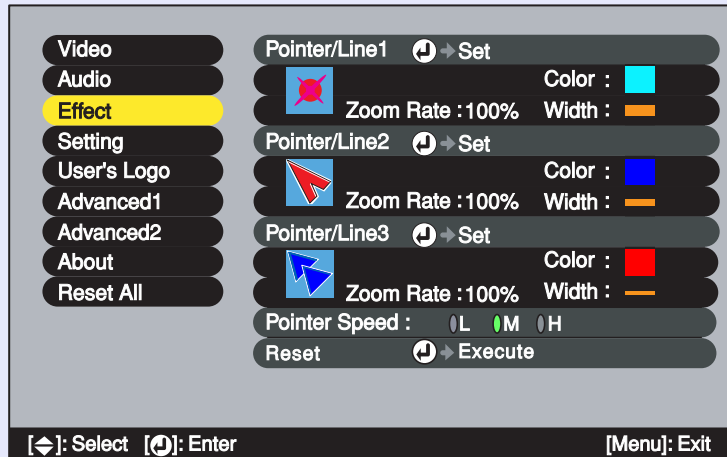 Video
Audio
Effect
Setting
User's Logo
Advanced1
Advanced2
About
Reset All
Pointer/Line1 Set
Color :
Zoom Rate :100% Width :
Pointer/Line2 Set
Color :
Zoom Rate :100% Width :
Pointer/Line3 Set
Color :
Zoom Rate :100% Width :
Pointer Speed : L M H
Reset Execute
[ ]: Select [ ]: Enter [Menu]: Exit